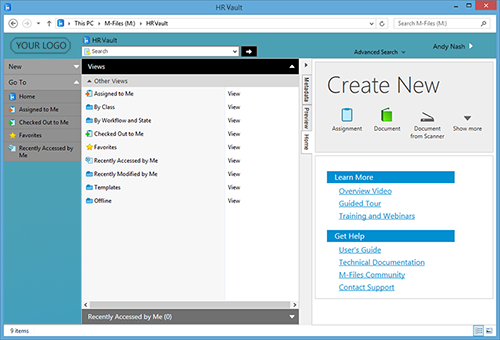 HR Vault
This PC › M-Files (M:) › HR Vault
Search M-Files (M:)
YOUR LOGO
HR Vault
Search
Advanced Search
Andy Nash
New
Go To
Home
Assigned to Me
Checked Out to Me
Favorites
Recently Accessed by
Me
Views
Other Views
Assigned to Me View
By Class View
By Workflow and State View
Checked Out to Me View
Favorites View
Recently Accessed by Me View
Recently Modified by Me View
Templates View
Offline View
Recently Accessed by Me (0)
Metadata
Preview
Home
Create New
Assignment
Document
Document
from Scanner
Show more
Learn More
Overview Video
Guided Tour
Training and Webinars
Get Help
User's Guide
Technical Documentation
M-Files Community
Contact Support
9 items